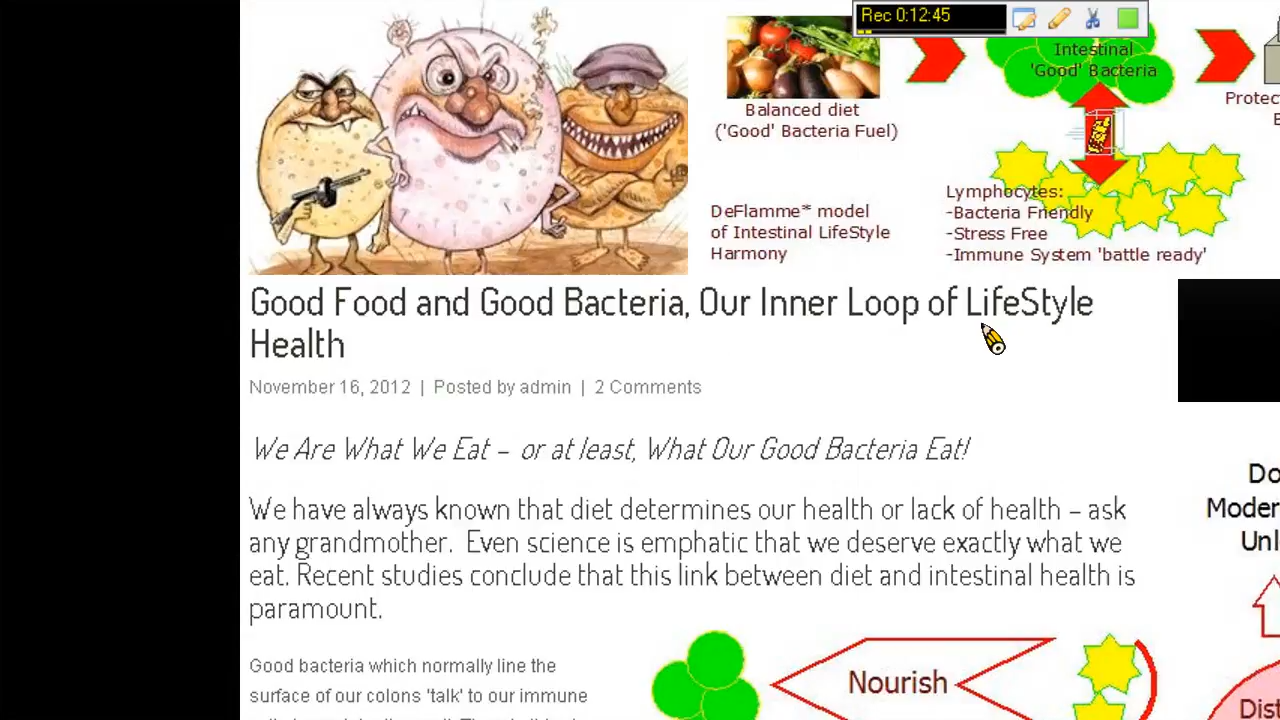 Rec 0:12:45
Intestinal
'Good' Bacteria
Balanced diet
('Good' Bacteria Fuel)
Protec
E
DeFlamme* model
of Intestinal LifeStyle
Harmony
Lymphocytes:
-Bacteria Friendly
-Stress Free
-Immune System 'battle ready'
Good Food and Good Bacteria, Our Inner Loop of LifeStyle
Health
November 16, 2012 | Posted by admin | 2 Comments
We Are What We Eat – or at least, What Our Good Bacteria Eat!
We have always known that diet determines our health or lack of health – ask
any grandmother. Even science is emphatic that we deserve exactly what we
eat. Recent studies conclude that this link between diet and intestinal health is
paramount.
Do
Moder
Unl
Good bacteria which normally line the
surface of our colons 'talk' to our immune
Nourish
Dist